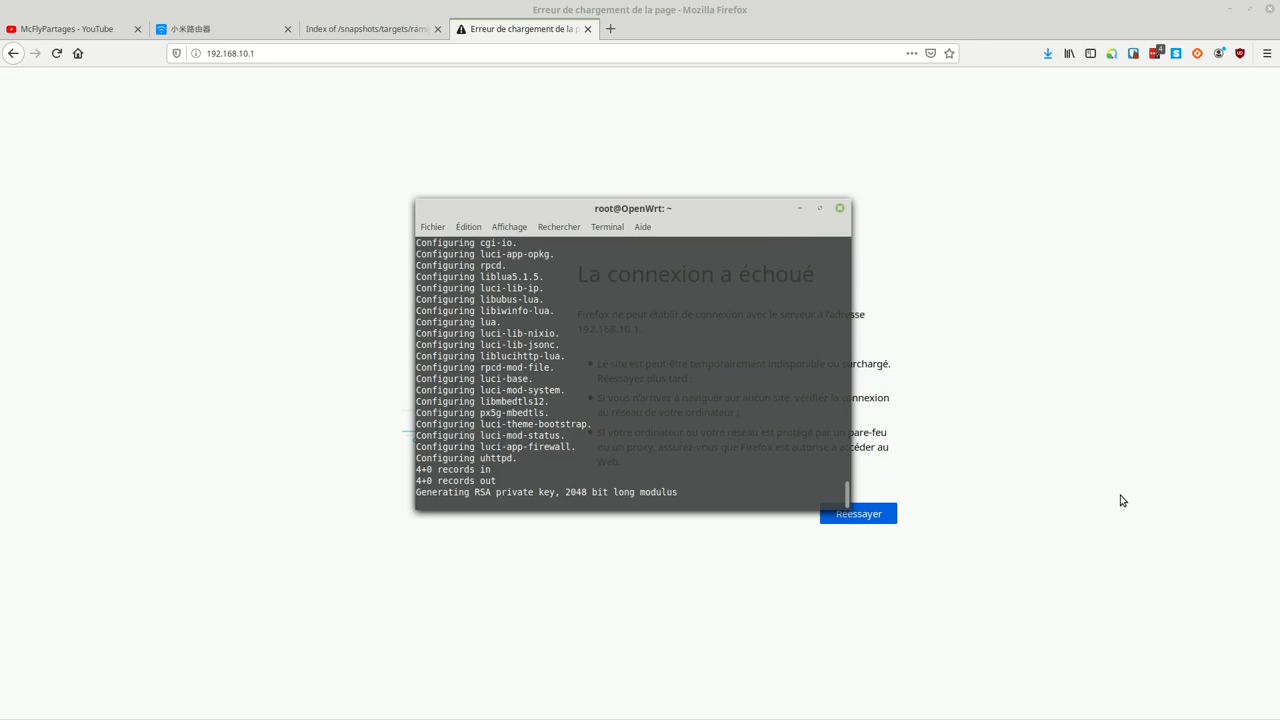 Erreur de chargement de la page - Mozilla Firefox
McFlyPartages - YouTube
小米路由器
Index of /snapshots/targets/rami
Erreur de chargement de la p
192.168.10.1
4
root@OpenWrt: ~
Fichier Édition Affichage Rechercher Terminal Aide
Configuring cgi-io.
Configuring luci-app-opkg.
Configuring rpcd.
Configuring liblua5.1.5.
Configuring luci-lib-ip.
Configuring libubus-lua.
Configuring libiwinfo-lua.
Configuring lua.
Configuring luci-lib-nixio.
Configuring luci-lib-jsonc.
Configuring liblucihttp-lua.
Configuring rpcd-mod-file.
Configuring luci-base.
Configuring luci-mod-system.
Configuring libmbedtls12.
Configuring px5g-mbedtls.
Configuring luci-theme-bootstrap.
Configuring luci-mod-status.
Configuring luci-app-firewall.
Configuring uhttpd.
4+0 records in
4+0 records out
Generating RSA private key, 2048 bit long modulus
La connexion a échoué
Firefox ne peut établir de connexion avec le serveur à l'adresse
192.168.10.1.
Le site est peut-être temporairement indisponible ou surchargé.
Réessayez plus tard ;
Si vous n'arrivez à naviguer sur aucun site, vérifiez la connexion
au réseau de votre ordinateur ;
Si votre ordinateur ou votre réseau est protégé par un pare-feu
ou un proxy, assurez-vous que Firefox est autorisé à accéder au
Web.
Réessayer